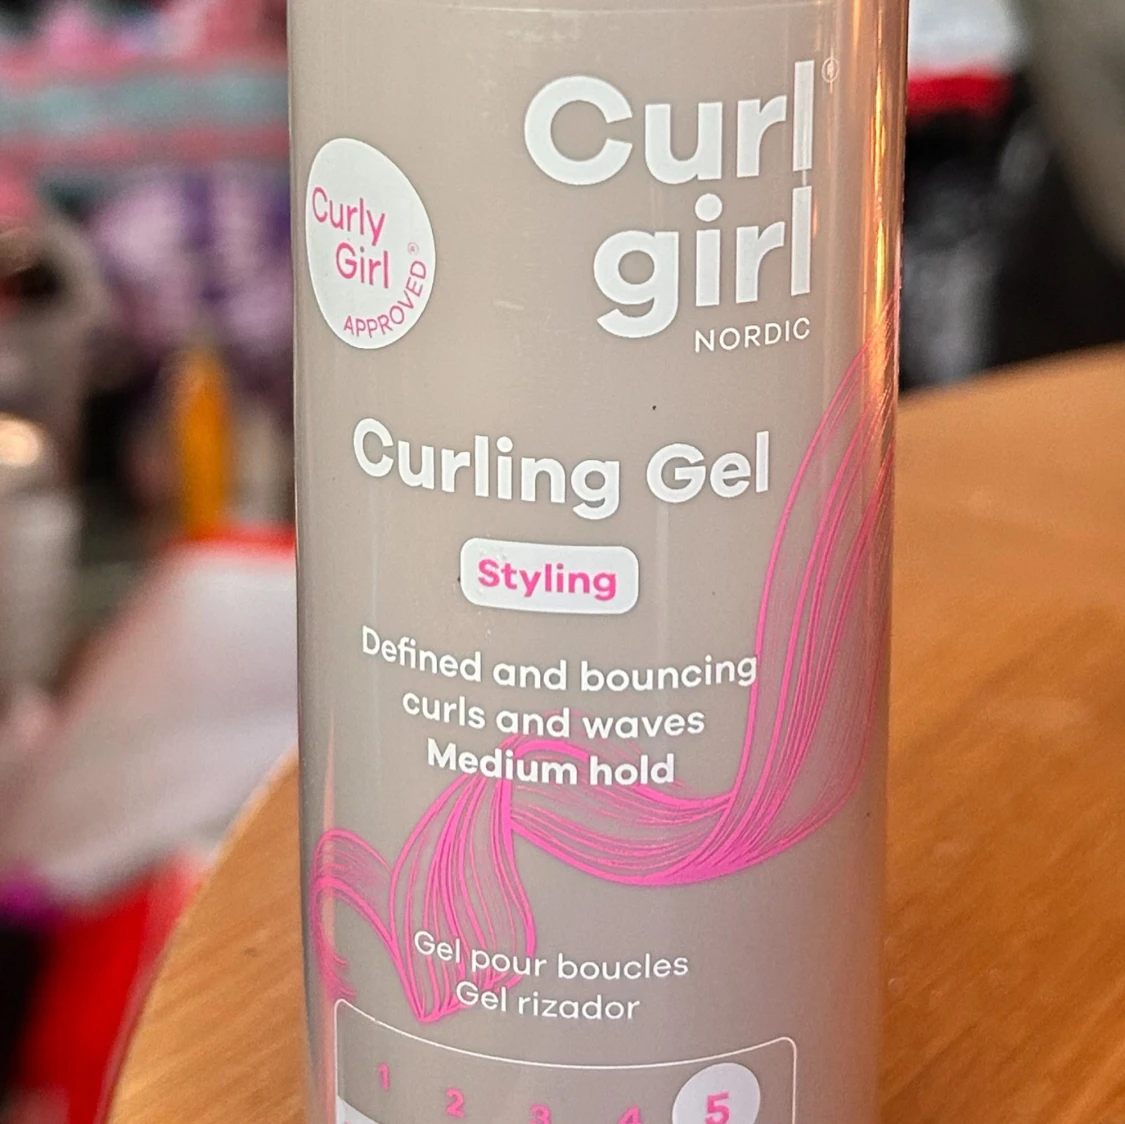 Curl®
girl
NORDIC
Curly
Girl
APPROVED®
Curling Gel
Styling
Defined and bouncing
curls and waves
Medium hold
Gel pour boucles
Gel rizador
1 2 3 4 5